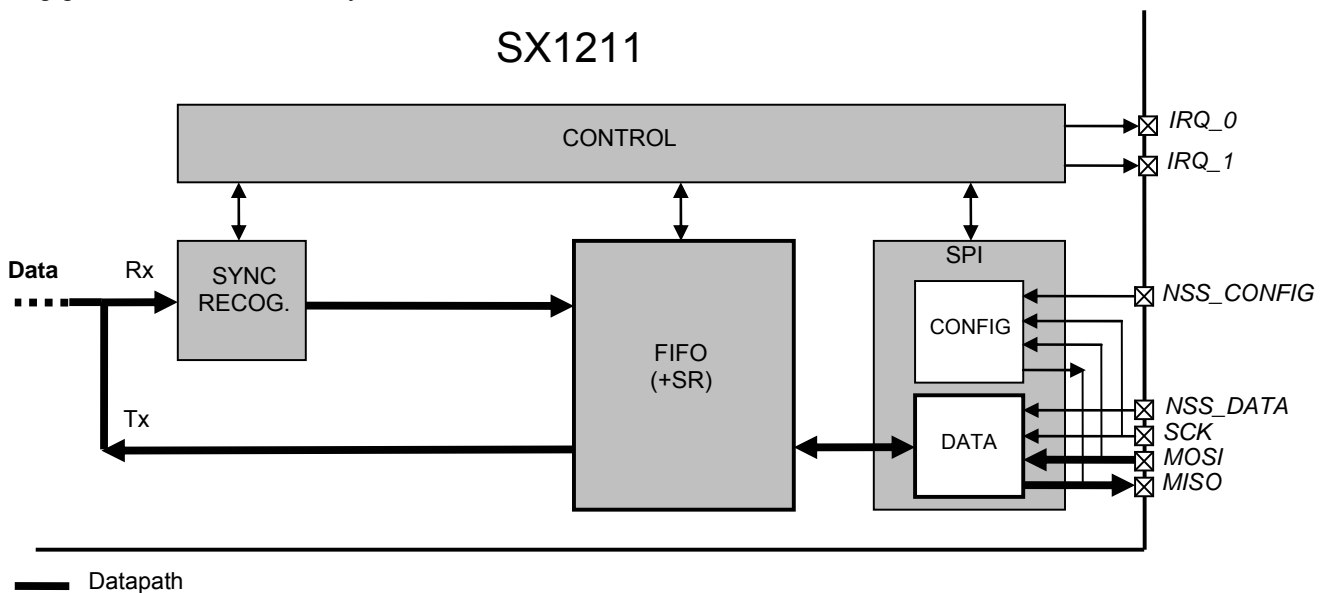 SX1211
CONTROL
IRQ_0
IRQ_1
Data
Rx
SYNC
RECOG.
FIFO
(+SR)
SPI
CONFIG
NSS_CONFIG
Tx
DATA
NSS_DATA
SCK
MOSI
MISO
Datapath